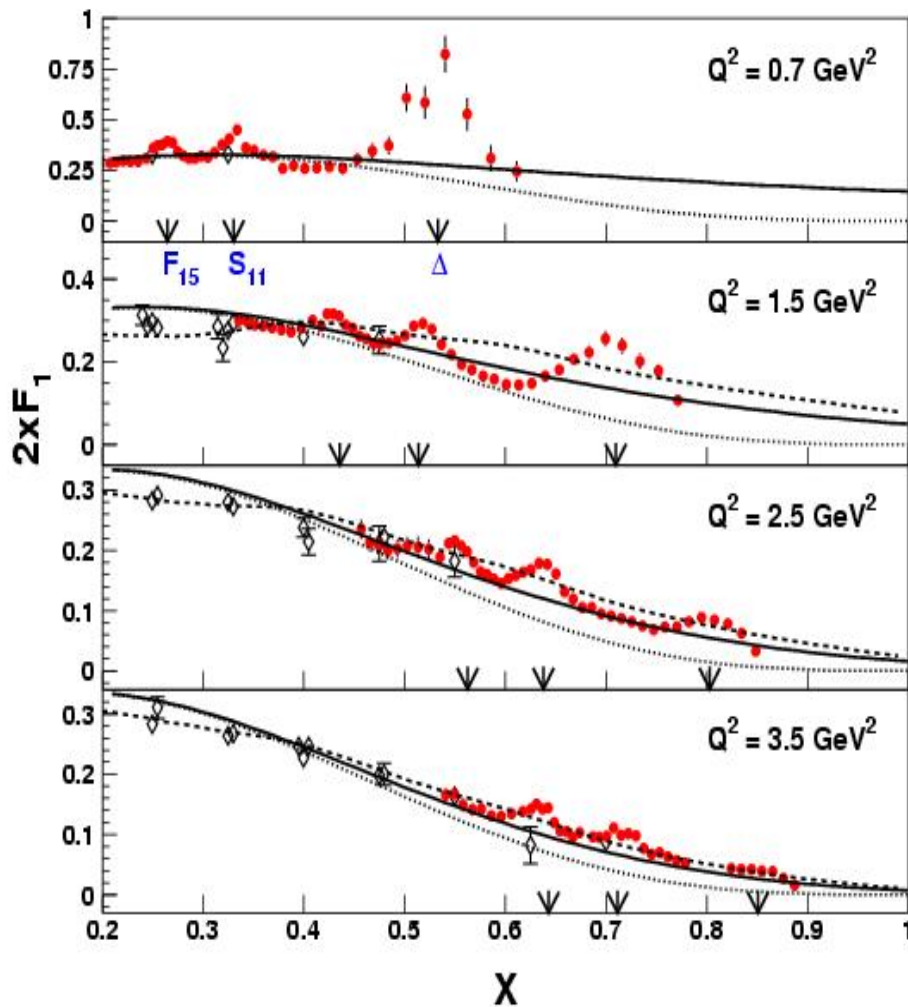 1
0.75
0.5
0.25
0
Q² = 0.7 GeV²
F₁₅ S₁₁ Δ
0.4
0.2
0
Q² = 1.5 GeV²
2xF₁
0.3
0.2
0.1
0
Q² = 2.5 GeV²
0.3
0.2
0.1
0
Q² = 3.5 GeV²
0.2 0.3 0.4 0.5 0.6 0.7 0.8 0.9 1
X